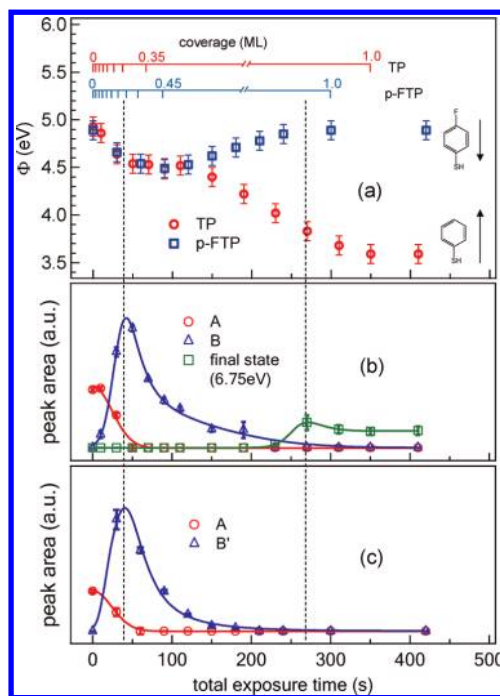 coverage (ML)
0 0.35 1.0
TP
0 0.45 1.0
p-FTP
6.0
5.5
5.0
4.5
4.0
3.5
Φ (eV)
F
SH
(a)
TP
p-FTP
SH
A
B
final state
(6.75eV)
(b)
peak area (a.u.)
A
B'
(c)
peak area (a.u.)
0 100 200 300 400 500
total exposure time (s)